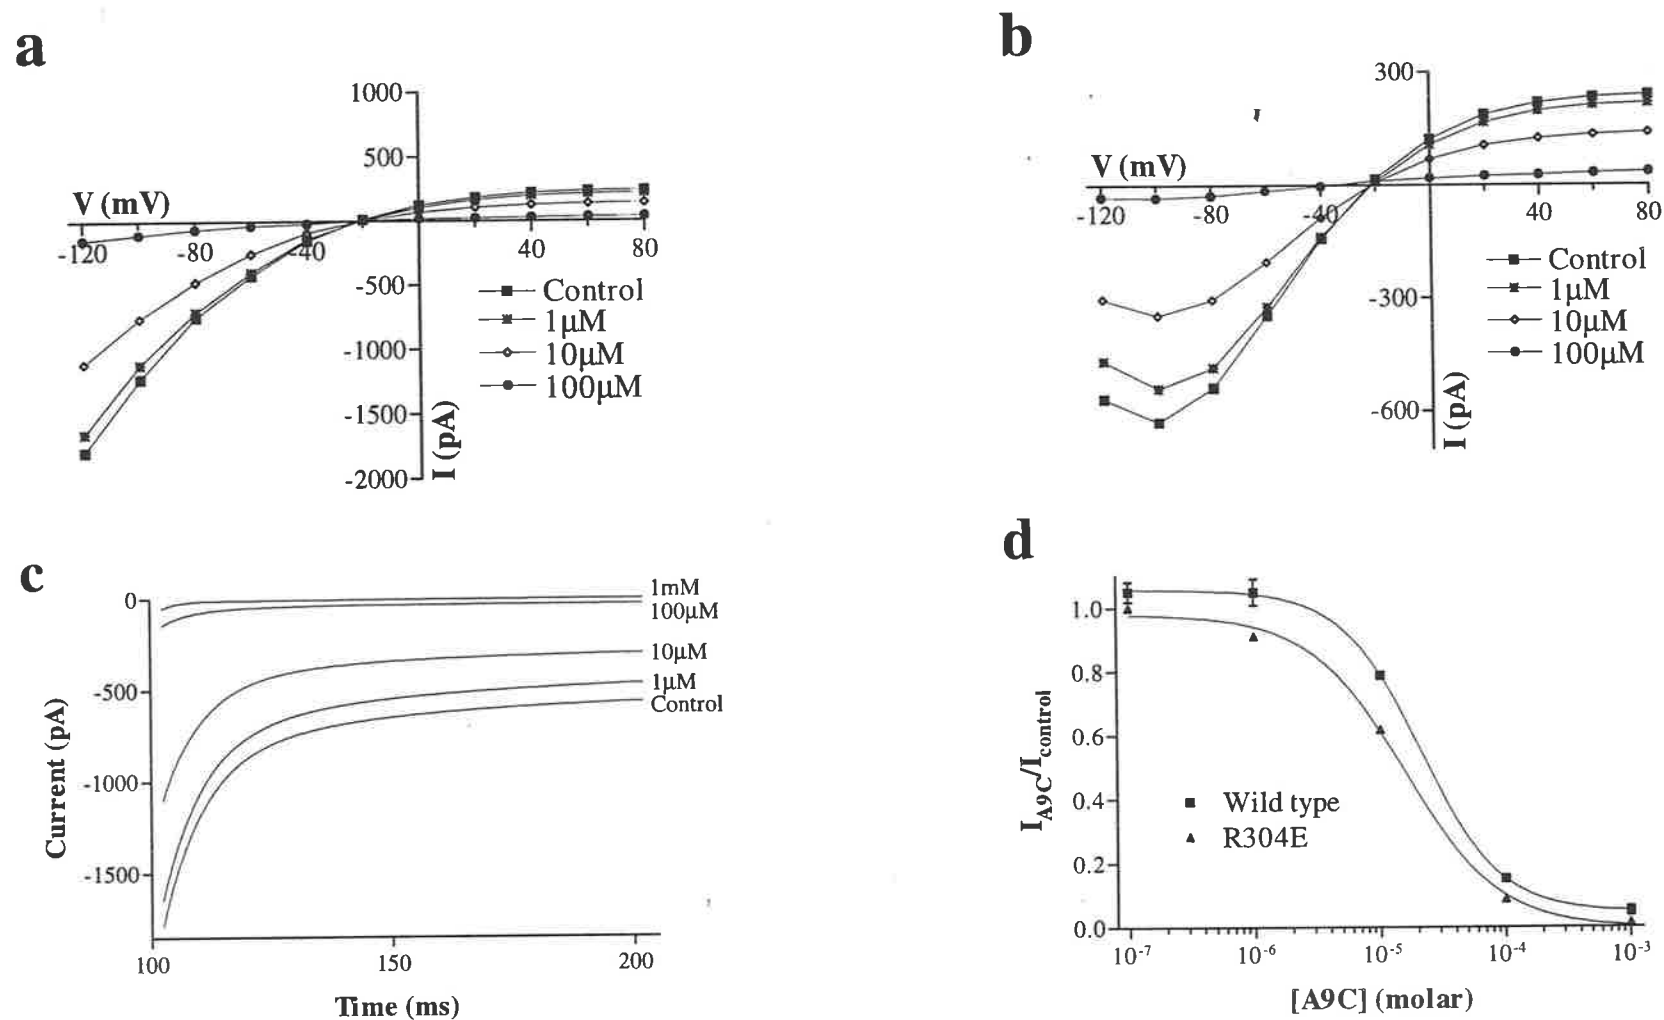 a
1000
500
V (mV)
-120
-80
-40
40
80
-500
-1000
-1500
-2000
I (pA)
Control
1µM
10µM
100µM
b
300
V (mV)
-120
-80
-40
40
80
-300
-600
I (pA)
Control
1µM
10µM
100µM
c
0
-500
-1000
-1500
Current (pA)
1mM
100µM
10µM
1µM
Control
100
150
200
Time (ms)
d
1.0
0.8
0.6
0.4
0.2
0.0
I_A9C/I_control
Wild type
R304E
10^-7
10^-6
10^-5
10^-4
10^-3
[A9C] (molar)